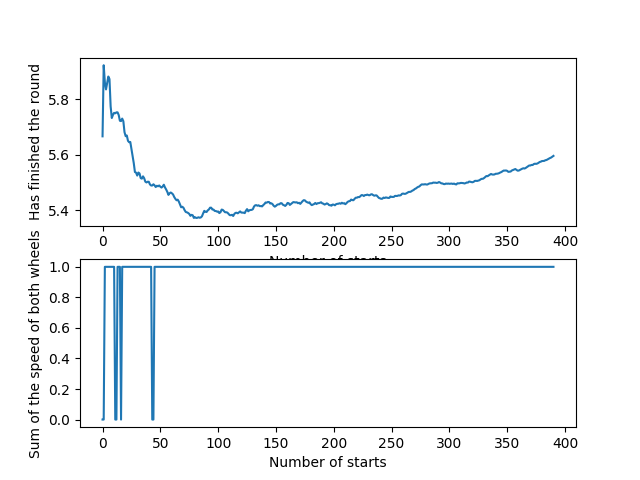 Has finished the round
5.8
5.6
5.4
0 50 100 150 200 250 300 350 400
Number of starts
Sum of the speed of both wheels
1.0
0.8
0.6
0.4
0.2
0.0
0 50 100 150 200 250 300 350 400
Number of starts